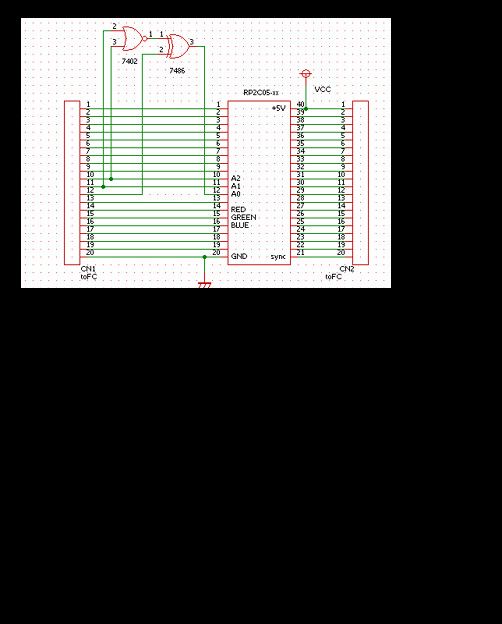 2 1 1
3 2 3
7402
7486
VCC
RP2C05-xx
1 1 +5V 40 1
2 2 39 2
3 3 38 3
4 4 37 4
5 5 36 5
6 6 35 6
7 7 34 7
8 8 33 8
9 9 32 9
10 10 A2 31 10
11 11 A1 30 11
12 12 A0 29 12
13 13 28 13
14 14 RED 27 14
15 15 GREEN 26 15
16 16 BLUE 25 16
17 17 24 17
18 18 23 18
19 19 22 19
20 20 GND sync 21 20
CN1 CN2
toFC toFC